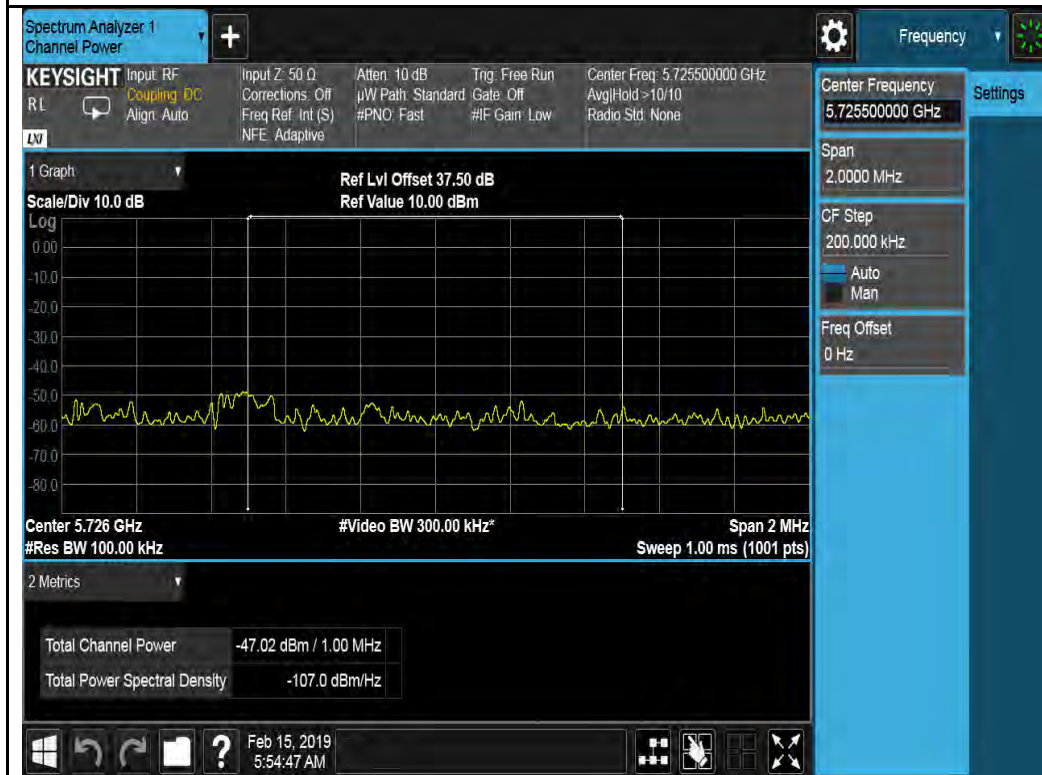 Spectrum Analyzer 1
Channel Power
+
Frequency
KEYSIGHT
RL
LXI
Input: RF
Coupling: DC
Align: Auto
Input Z: 50 Ω
Corrections: Off
Freq Ref: Int (S)
NFE: Adaptive
Atten: 10 dB
µW Path: Standard
#PNO: Fast
Trig: Free Run
Gate: Off
#IF Gain: Low
Center Freq: 5.725500000 GHz
Avg|Hold >10/10
Radio Std: None
Center Frequency
5.725500000 GHz
Settings
Span
2.0000 MHz
CF Step
200.000 kHz
Auto
Man
Freq Offset
0 Hz
1 Graph
Scale/Div 10.0 dB
Ref Lvl Offset 37.50 dB
Ref Value 10.00 dBm
Log
0.00
-10.0
-20.0
-30.0
-40.0
-50.0
-60.0
-70.0
-80.0
Center 5.726 GHz
#Res BW 100.00 kHz
#Video BW 300.00 kHz*
Span 2 MHz
Sweep 1.00 ms (1001 pts)
2 Metrics
Total Channel Power -47.02 dBm / 1.00 MHz
Total Power Spectral Density -107.0 dBm/Hz
?
Feb 15, 2019
5:54:47 AM